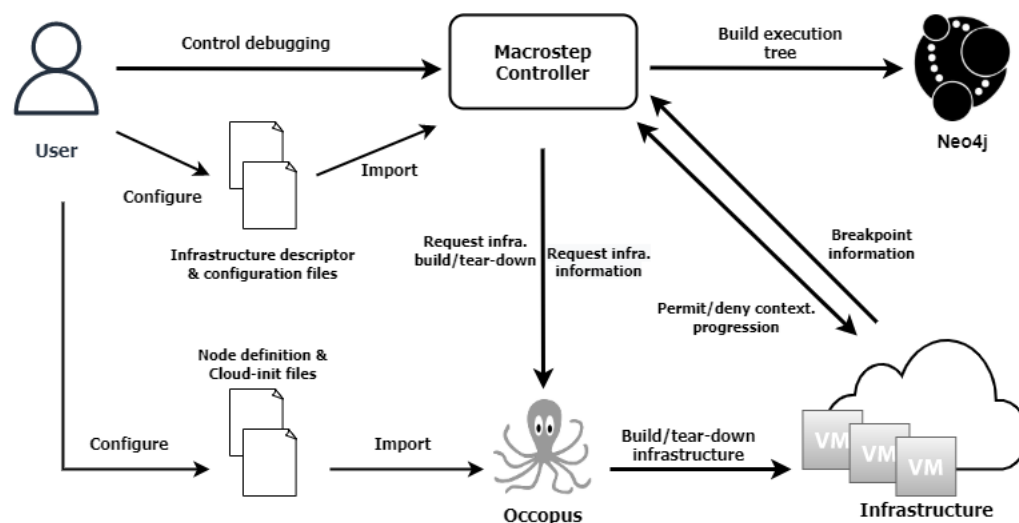 Control debugging
Macrostep
Controller
Build execution
tree
Neo4j
User
Configure
Import
Infrastructure descriptor
& configuration files
Request infra.
build/tear-down
Request infra.
information
Breakpoint
information
Permit/deny context.
progression
Node definition &
Cloud-init files
Configure
Import
Occopus
Build/tear-down
infrastructure
VM
VM
VM
Infrastructure